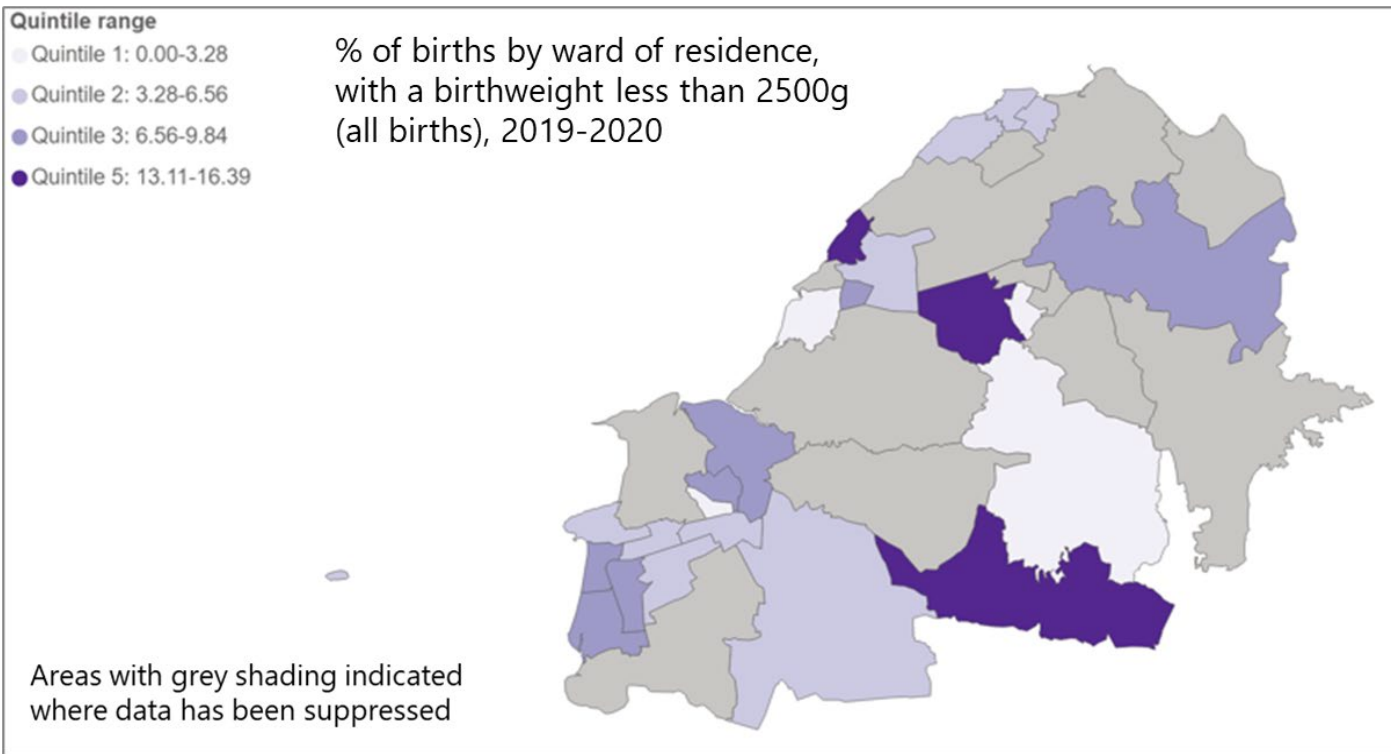 Quintile range
Quintile 1: 0.00-3.28
Quintile 2: 3.28-6.56
Quintile 3: 6.56-9.84
Quintile 5: 13.11-16.39
% of births by ward of residence,
with a birthweight less than 2500g
(all births), 2019-2020
Areas with grey shading indicated
where data has been suppressed